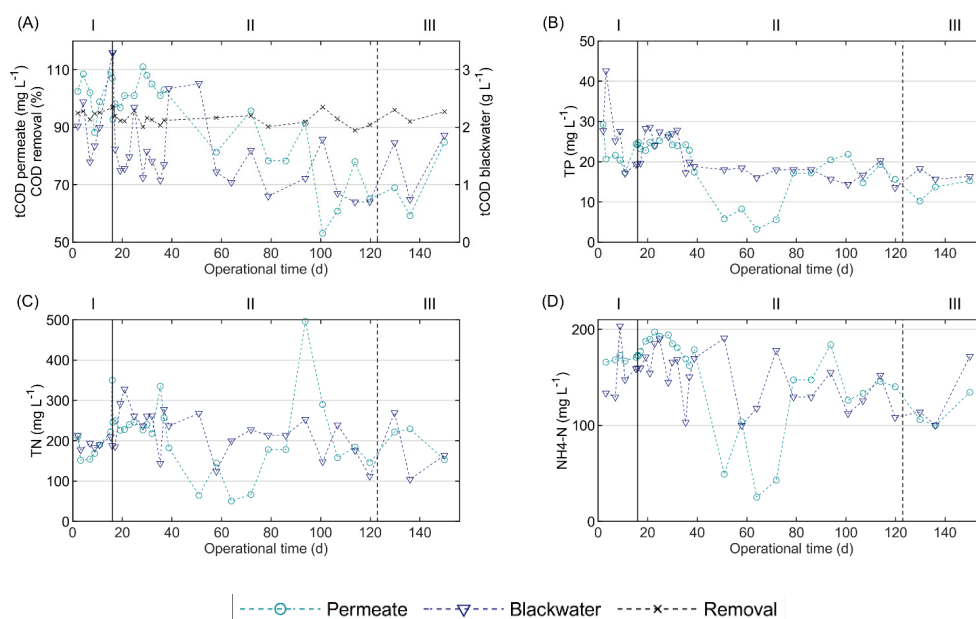 (A)
I
II
III
tCOD permeate (mg L⁻¹)
COD removal (%)
110
90
70
50
3
2
1
0
tCOD blackwater (g L⁻¹)
0 20 40 60 80 100 120 140
Operational time (d)
(B)
I
II
III
TP (mg L⁻¹)
50
40
30
20
10
0
0 20 40 60 80 100 120 140
Operational time (d)
(C)
I
II
III
TN (mg L⁻¹)
500
400
300
200
100
0
0 20 40 60 80 100 120 140
Operational time (d)
(D)
I
II
III
NH4-N (mg L⁻¹)
200
100
0
0 20 40 60 80 100 120 140
Operational time (d)
Permeate Blackwater Removal